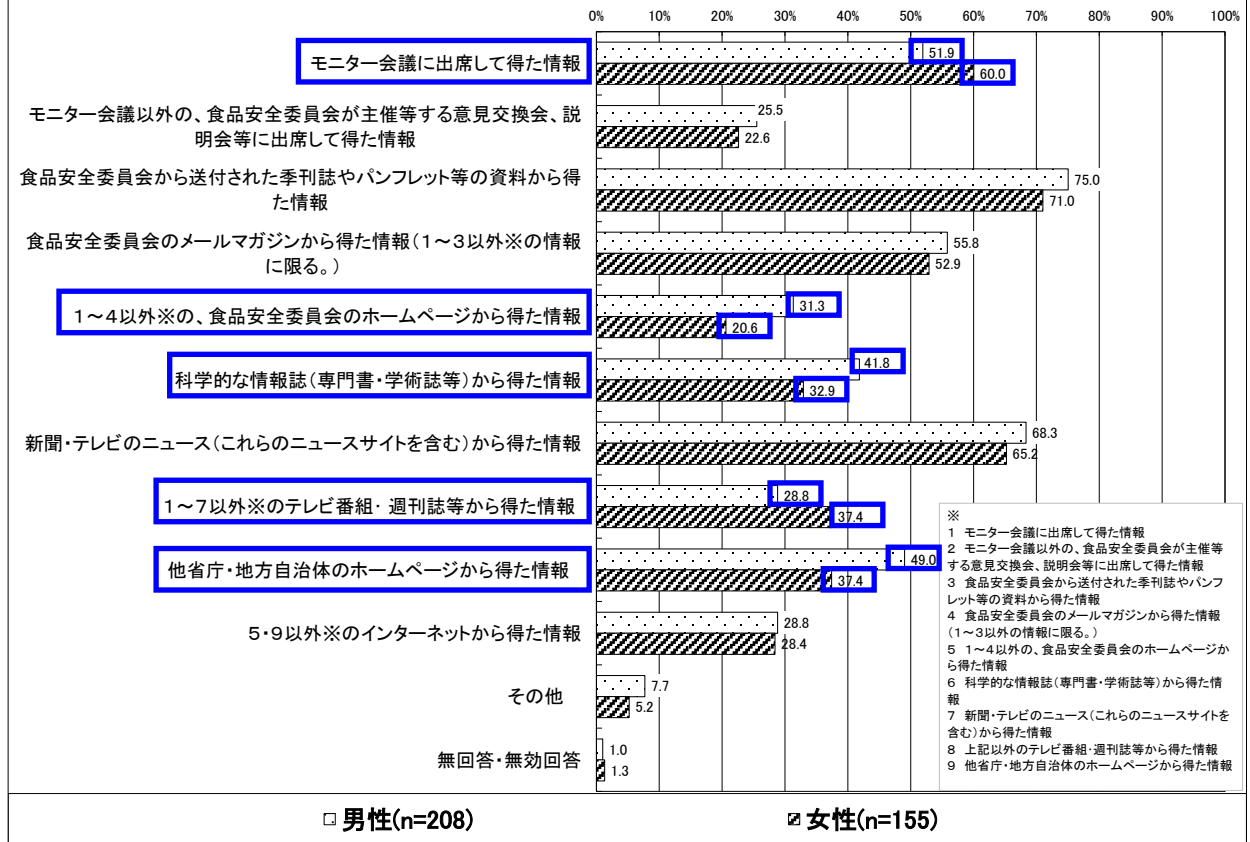 0% 10% 20% 30% 40% 50% 60% 70% 80% 90% 100%
モニター会議に出席して得た情報
51.9
60.0
モニター会議以外の、食品安全委員会が主催等する意見交換会、説
明会等に出席して得た情報
25.5
22.6
食品安全委員会から送付された季刊誌やパンフレット等の資料から得
た情報
75.0
71.0
食品安全委員会のメールマガジンから得た情報(1~3以外※の情報
に限る。)
55.8
52.9
1~4以外※の、食品安全委員会のホームページから得た情報
31.3
20.6
科学的な情報誌(専門書・学術誌等)から得た情報
41.8
32.9
新聞・テレビのニュース(これらのニュースサイトを含む)から得た情報
68.3
65.2
1~7以外※のテレビ番組・週刊誌等から得た情報
28.8
37.4
他省庁・地方自治体のホームページから得た情報
49.0
37.4
5・9以外※のインターネットから得た情報
28.8
28.4
その他
7.7
5.2
無回答・無効回答
1.0
1.3
※
1 モニター会議に出席して得た情報
2 モニター会議以外の、食品安全委員会が主催等
する意見交換会、説明会等に出席して得た情報
3 食品安全委員会から送付された季刊誌やパンフ
レット等の資料から得た情報
4 食品安全委員会のメールマガジンから得た情報
(1~3以外の情報に限る。)
5 1~4以外の、食品安全委員会のホームページか
ら得た情報
6 科学的な情報誌(専門書・学術誌等)から得た情
報
7 新聞・テレビのニュース(これらのニュースサイトを
含む)から得た情報
8 上記以外のテレビ番組・週刊誌等から得た情報
9 他省庁・地方自治体のホームページから得た情報
男性(n=208) 女性(n=155)